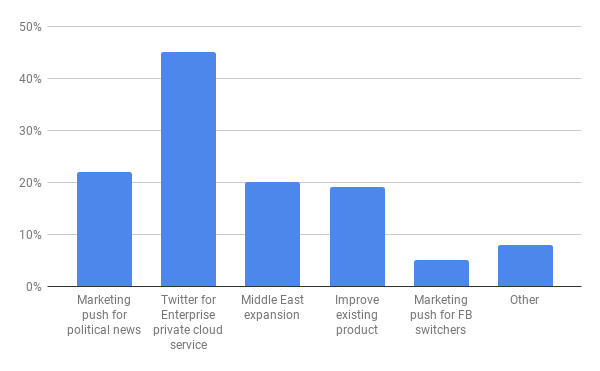 50%
40%
30%
20%
10%
0%
Marketing
push for
political news
Twitter for
Enterprise
private cloud
service
Middle East
expansion
Improve
existing
product
Marketing
push for FB
switchers
Other